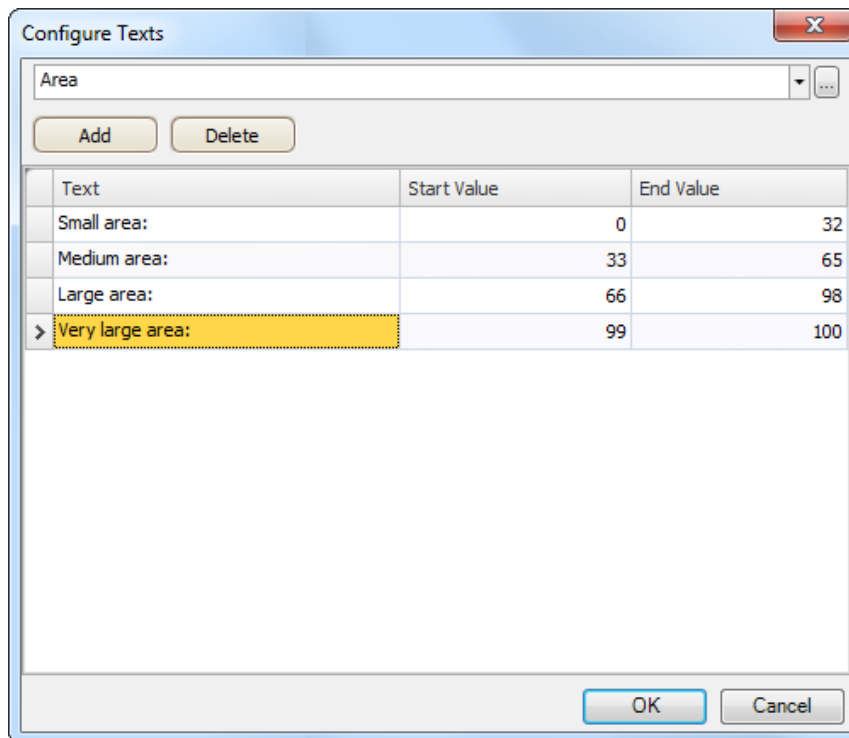 Configure Texts
Area
...
Add Delete
Text Start Value End Value
Small area: 0 32
Medium area: 33 65
Large area: 66 98
Very large area: 99 100
OK Cancel